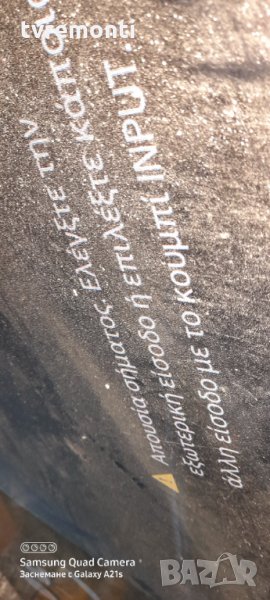 tvremonti
Απουσία σήματος. Ελέγξτε την
εξωτερική είσοδο ή επιλέξτε κάποια
άλλη είσοδο με το κουμπί INPUT.
Samsung Quad Camera
Заснемане с Galaxy A21s
bazar.bg